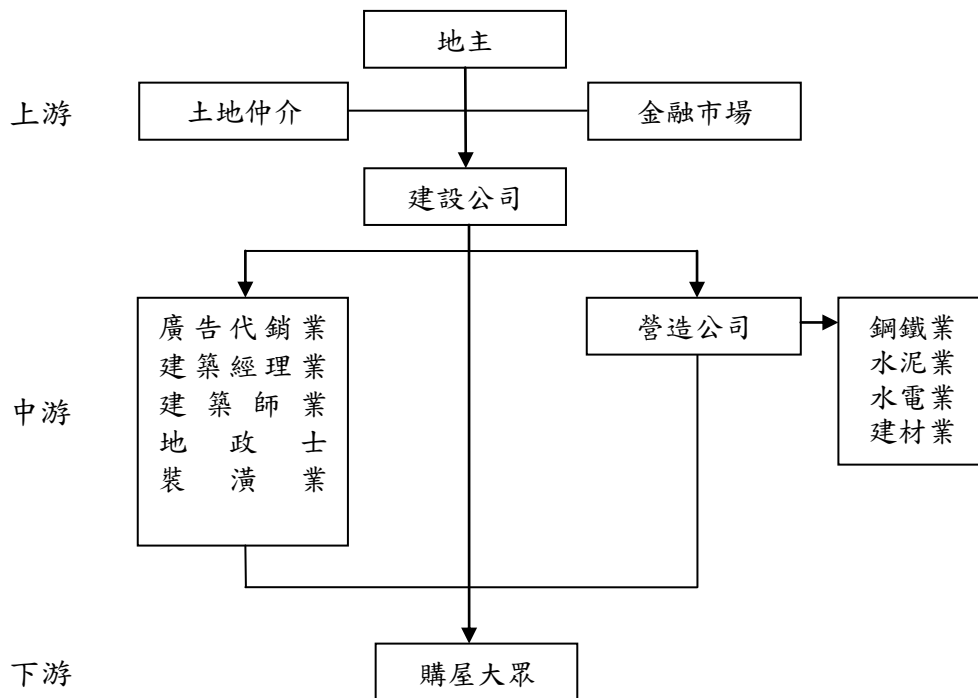 地主
上游
土地仲介
金融市場
建設公司
廣告代銷業
建築經理業
建築師業
地政士
裝潢業
營造公司
鋼鐵業
水泥業
水電業
建材業
中游
下游
購屋大眾